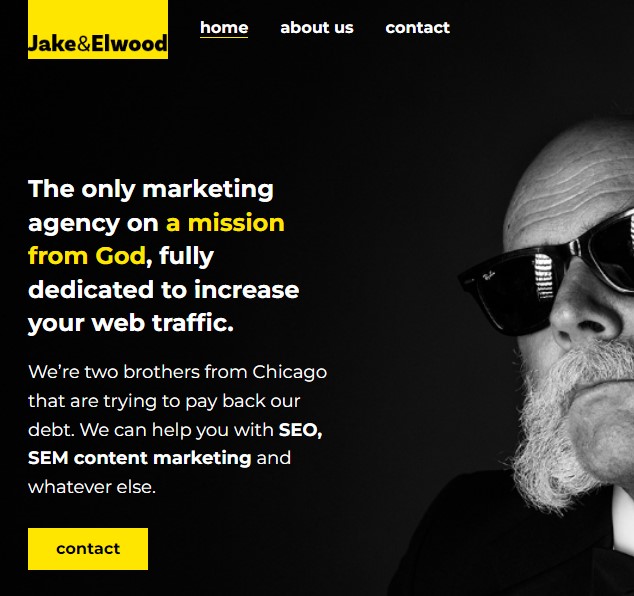 Jake&Elwood
home about us contact
The only marketing
agency on a mission
from God, fully
dedicated to increase
your web traffic.
We’re two brothers from Chicago
that are trying to pay back our
debt. We can help you with SEO,
SEM content marketing and
whatever else.
contact
Ray-Ban